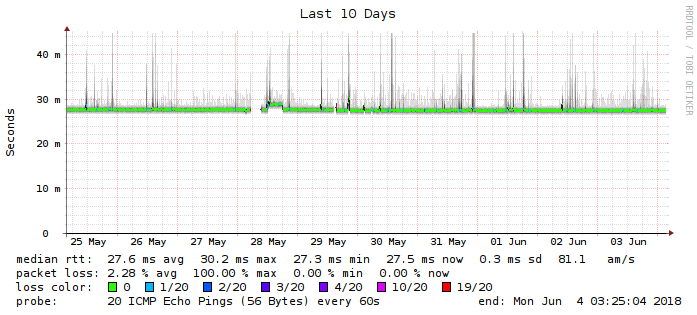 Last 10 Days
RRDTOOL / TOBI OETIKER
Seconds
40 m
30 m
20 m
10 m
0
25 May 26 May 27 May 28 May 29 May 30 May 31 May 01 Jun 02 Jun 03 Jun
median rtt: 27.6 ms avg 30.2 ms max 27.3 ms min 27.5 ms now 0.3 ms sd 81.1 am/s
packet loss: 2.28 % avg 100.00 % max 0.00 % min 0.00 % now
loss color: 0 1/20 2/20 3/20 4/20 10/20 19/20
probe: 20 ICMP Echo Pings (56 Bytes) every 60s end: Mon Jun 4 03:25:04 2018